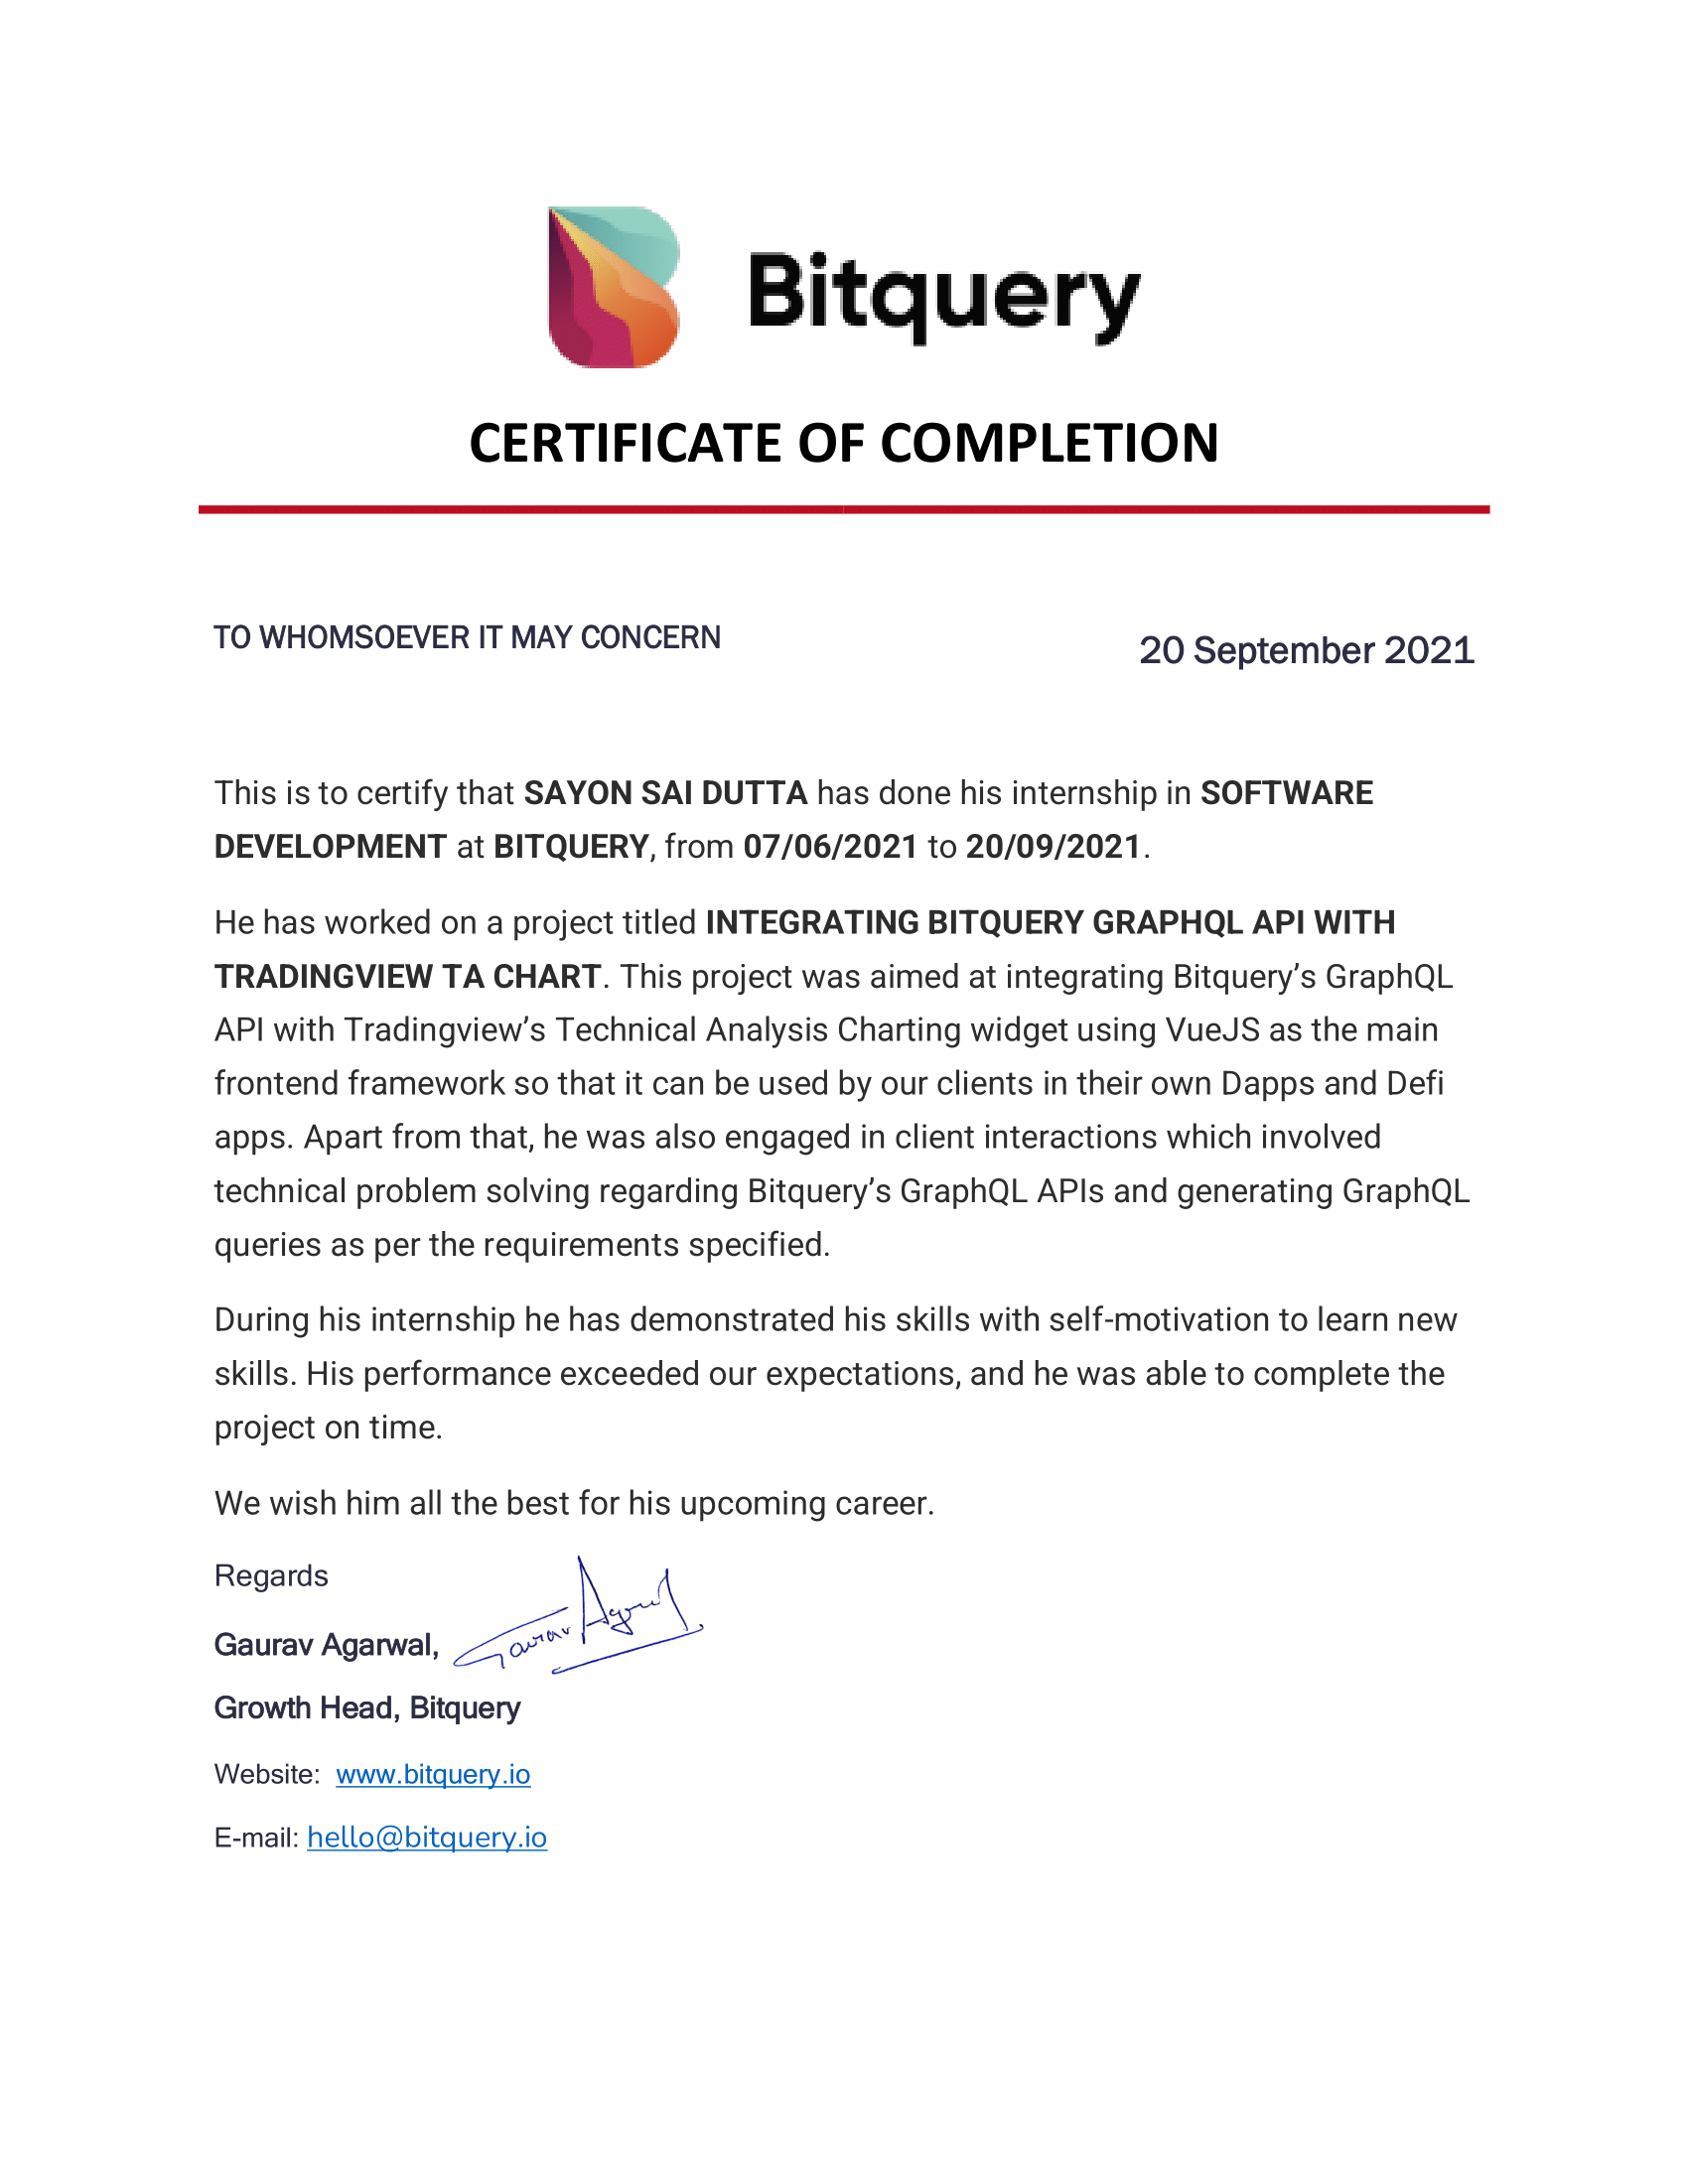 Bitquery
CERTIFICATE OF COMPLETION
TO WHOMSOEVER IT MAY CONCERN
20 September 2021
This is to certify that SAYON SAI DUTTA has done his internship in SOFTWARE
DEVELOPMENT at BITQUERY, from 07/06/2021 to 20/09/2021.
He has worked on a project titled INTEGRATING BITQUERY GRAPHQL API WITH
TRADINGVIEW TA CHART. This project was aimed at integrating Bitquery’s GraphQL
API with Tradingview’s Technical Analysis Charting widget using VueJS as the main
frontend framework so that it can be used by our clients in their own Dapps and Defi
apps. Apart from that, he was also engaged in client interactions which involved
technical problem solving regarding Bitquery’s GraphQL APIs and generating GraphQL
queries as per the requirements specified.
During his internship he has demonstrated his skills with self-motivation to learn new
skills. His performance exceeded our expectations, and he was able to complete the
project on time.
We wish him all the best for his upcoming career.
Regards
Gaurav Agarwal,
Growth Head, Bitquery
Website: www.bitquery.io
E-mail: hello@bitquery.io